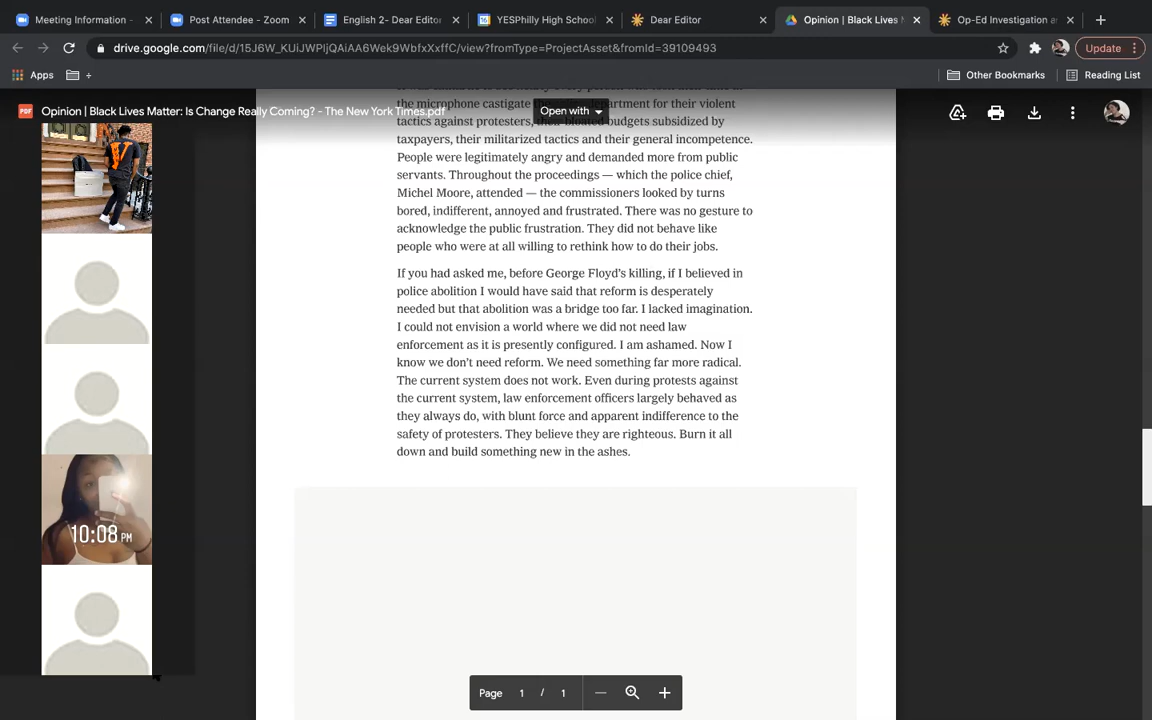 Meeting Information -
Post Attendee - Zoom
English 2- Dear Editor
YESPhilly High School
Dear Editor
Opinion | Black Lives M
Op-Ed Investigation a
drive.google.com/file/d/15J6W_KUiJWPljQAiAA6Wek9WbfxXxffC/view?fromType=ProjectAsset&fromId=39109493
Update
Apps
+
Other Bookmarks
Reading List
PDF
Opinion | Black Lives Matter: Is Change Really Coming? - The New York Times.pdf
Open with
the microphone castigate department for their violent
tactics against protesters, their bloated budgets subsidized by
taxpayers, their militarized tactics and their general incompetence.
People were legitimately angry and demanded more from public
servants. Throughout the proceedings — which the police chief,
Michel Moore, attended — the commissioners looked by turns
bored, indifferent, annoyed and frustrated. There was no gesture to
acknowledge the public frustration. They did not behave like
people who were at all willing to rethink how to do their jobs.
If you had asked me, before George Floyd's killing, if I believed in
police abolition I would have said that reform is desperately
needed but that abolition was a bridge too far. I lacked imagination.
I could not envision a world where we did not need law
enforcement as it is presently configured. I am ashamed. Now I
know we don't need reform. We need something far more radical.
The current system does not work. Even during protests against
the current system, law enforcement officers largely behaved as
they always do, with blunt force and apparent indifference to the
safety of protesters. They believe they are righteous. Burn it all
down and build something new in the ashes.
10:08 PM
Page 1 / 1